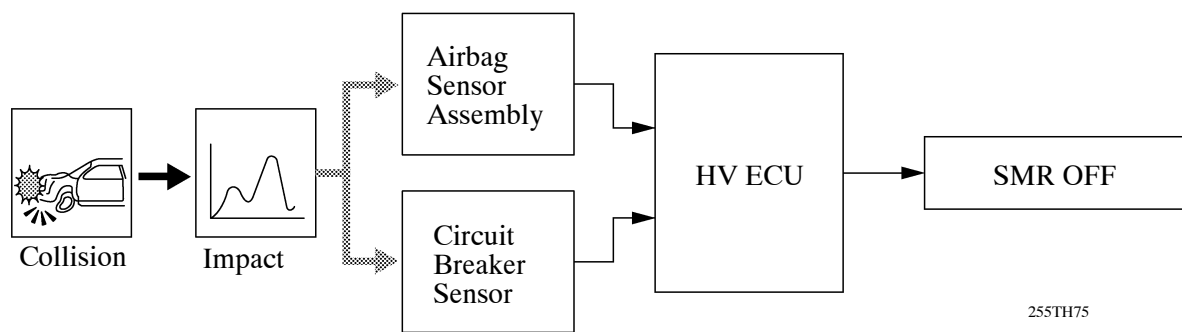 Collision
Impact
Airbag
Sensor
Assembly
Circuit
Breaker
Sensor
HV ECU
SMR OFF
255TH75